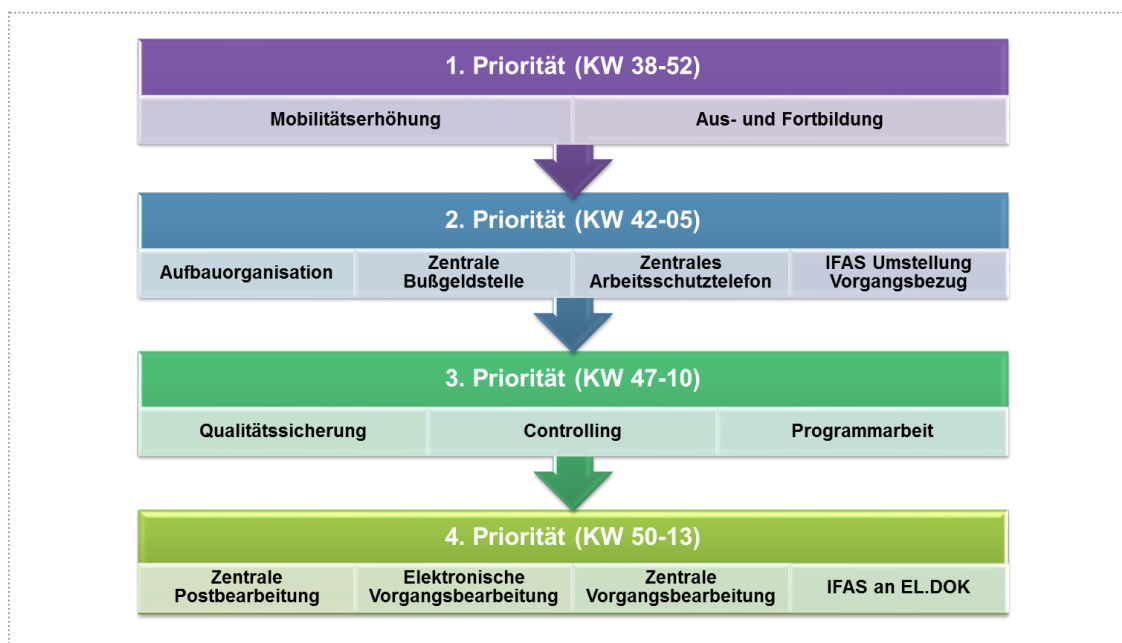 1. Priorität (KW 38-52)
Mobilitätserhöhung
Aus- und Fortbildung
2. Priorität (KW 42-05)
Aufbauorganisation
Zentrale
Bußgeldstelle
Zentrales
Arbeitsschutztelefon
IFAS Umstellung
Vorgangsbezug
3. Priorität (KW 47-10)
Qualitätssicherung
Controlling
Programmarbeit
4. Priorität (KW 50-13)
Zentrale
Postbearbeitung
Elektronische
Vorgangsbearbeitung
Zentrale
Vorgangsbearbeitung
IFAS an EL.DOK